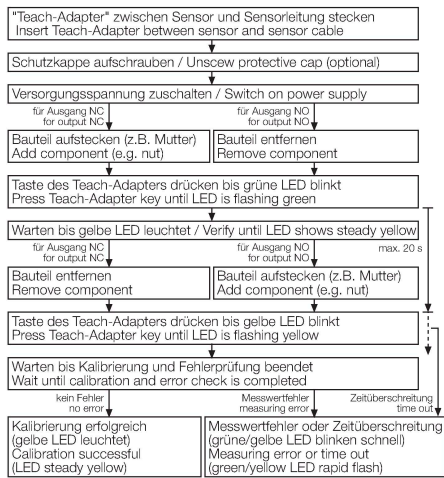 "Teach-Adapter" zwischen Sensor und Sensorleitung stecken
Insert Teach-Adapter between sensor and sensor cable
Schutzkappe aufschrauben / Unscew protective cap (optional)
Versorgungsspannung zuschalten / Switch on power supply
für Ausgang NC
for output NC
für Ausgang NO
for output NO
Bauteil aufstecken (z.B. Mutter)
Add component (e.g. nut)
Bauteil entfernen
Remove component
Taste des Teach-Adapters drücken bis grüne LED blinkt
Press Teach-Adapter key until LED is flashing green
Warten bis gelbe LED leuchtet / Verify until LED shows steady yellow
für Ausgang NC
for output NC
für Ausgang NO
for output NO
max. 20 s
Bauteil entfernen
Remove component
Bauteil aufstecken (z.B. Mutter)
Add component (e.g. nut)
Taste des Teach-Adapters drücken bis gelbe LED blinkt
Press Teach-Adapter key until LED is flashing yellow
Warten bis Kalibrierung und Fehlerprüfung beendet
Wait until calibration and error check is completed
kein Fehler
no error
Messwertfehler
measuring error
Zeitüberschreitung
time out
Kalibrierung erfolgreich
(gelbe LED leuchtet)
Calibration successful
(LED steady yellow)
Messwertfehler oder Zeitüberschreitung
(grüne/gelbe LED blinken schnell)
Measuring error or time out
(green/yellow LED rapid flash)